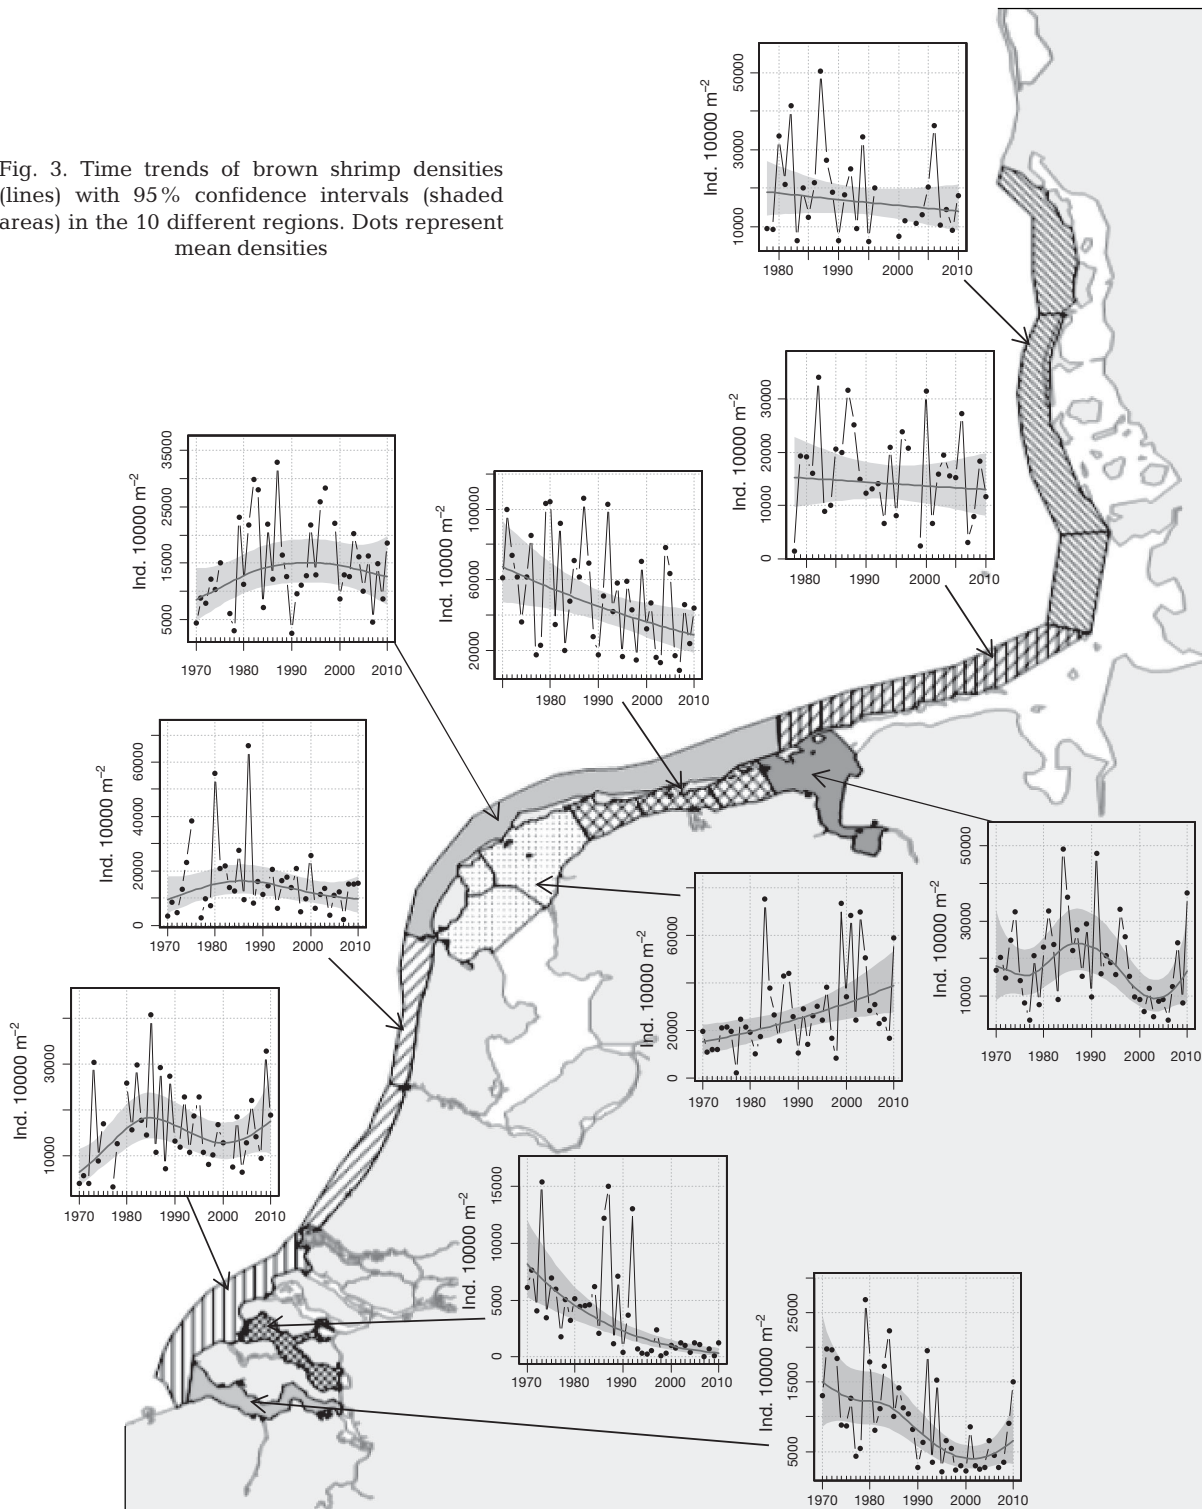 Fig. 3. Time trends of brown shrimp densities
(lines) with 95% confidence intervals (shaded
areas) in the 10 different regions. Dots represent
mean densities
Ind. 10000 m⁻²
50000
30000
10000
1980 1990 2000 2010
Ind. 10000 m⁻²
30000
20000
10000
0
1980 1990 2000 2010
Ind. 10000 m⁻²
35000
25000
15000
5000
1970 1980 1990 2000 2010
Ind. 10000 m⁻²
100000
60000
20000
1980 1990 2000 2010
Ind. 10000 m⁻²
60000
40000
20000
0
1970 1980 1990 2000 2010
Ind. 10000 m⁻²
60000
20000
0
1970 1980 1990 2000 2010
Ind. 10000 m⁻²
50000
30000
10000
1970 1980 1990 2000 2010
Ind. 10000 m⁻²
30000
10000
1970 1980 1990 2000 2010
Ind. 10000 m⁻²
15000
10000
5000
0
1970 1980 1990 2000 2010
Ind. 10000 m⁻²
25000
15000
5000
1970 1980 1990 2000 2010